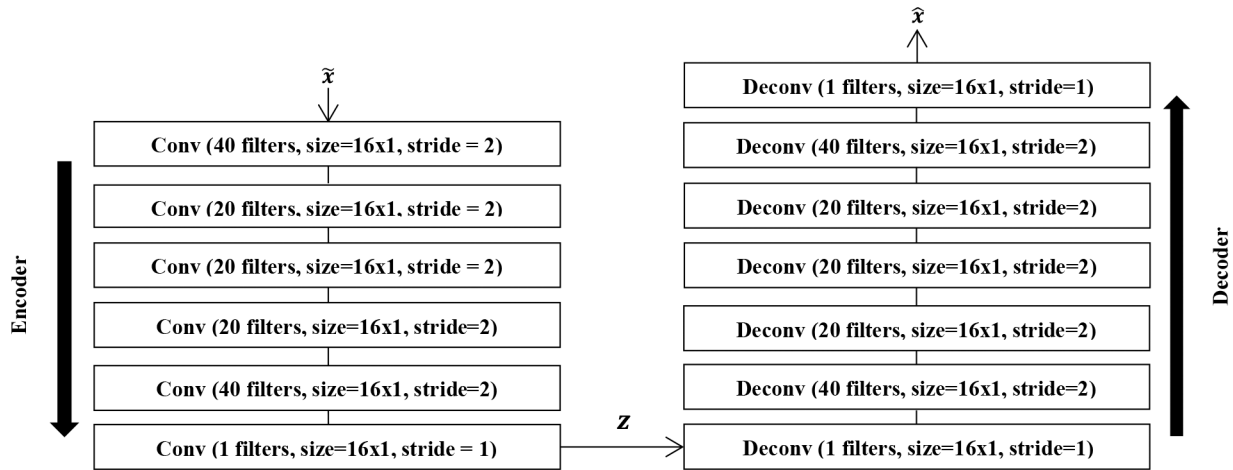 x̃
Conv (40 filters, size=16x1, stride = 2)
Conv (20 filters, size=16x1, stride = 2)
Conv (20 filters, size=16x1, stride = 2)
Conv (20 filters, size=16x1, stride=2)
Conv (40 filters, size=16x1, stride=2)
Conv (1 filters, size=16x1, stride = 1)
Encoder
z
x̂
Deconv (1 filters, size=16x1, stride=1)
Deconv (40 filters, size=16x1, stride=2)
Deconv (20 filters, size=16x1, stride=2)
Deconv (20 filters, size=16x1, stride=2)
Deconv (20 filters, size=16x1, stride=2)
Deconv (40 filters, size=16x1, stride=2)
Deconv (1 filters, size=16x1, stride=1)
Decoder